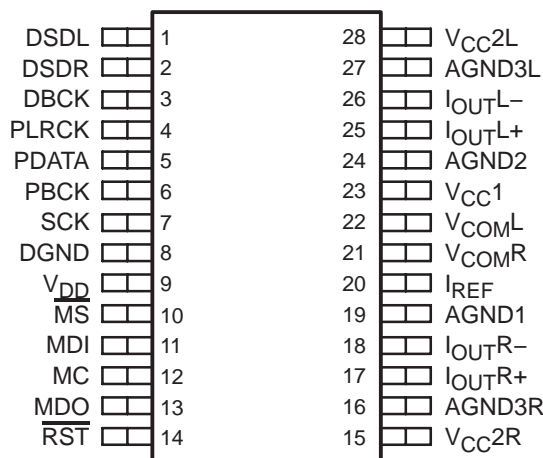 DSDL 1 28 VCC2L
DSDR 2 27 AGND3L
DBCK 3 26 IOUTL–
PLRCK 4 25 IOUTL+
PDATA 5 24 AGND2
PBCK 6 23 VCC1
SCK 7 22 VCOML
DGND 8 21 VCOMR
VDD 9 20 IREF
M̅S̅ 10 19 AGND1
MDI 11 18 IOUTR–
MC 12 17 IOUTR+
MDO 13 16 AGND3R
R̅S̅T̅ 14 15 VCC2R